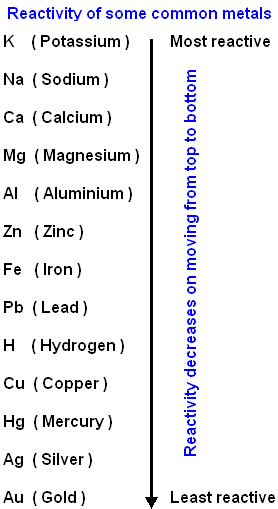 Reactivity of some common metals
K ( Potassium ) Most reactive
Na ( Sodium )
Ca ( Calcium )
Mg ( Magnesium )
Al ( Aluminium )
Zn ( Zinc )
Fe ( Iron )
Pb ( Lead )
H ( Hydrogen )
Cu ( Copper )
Hg ( Mercury )
Ag ( Silver )
Au ( Gold ) Least reactive
Reactivity decreases on moving from top to bottom